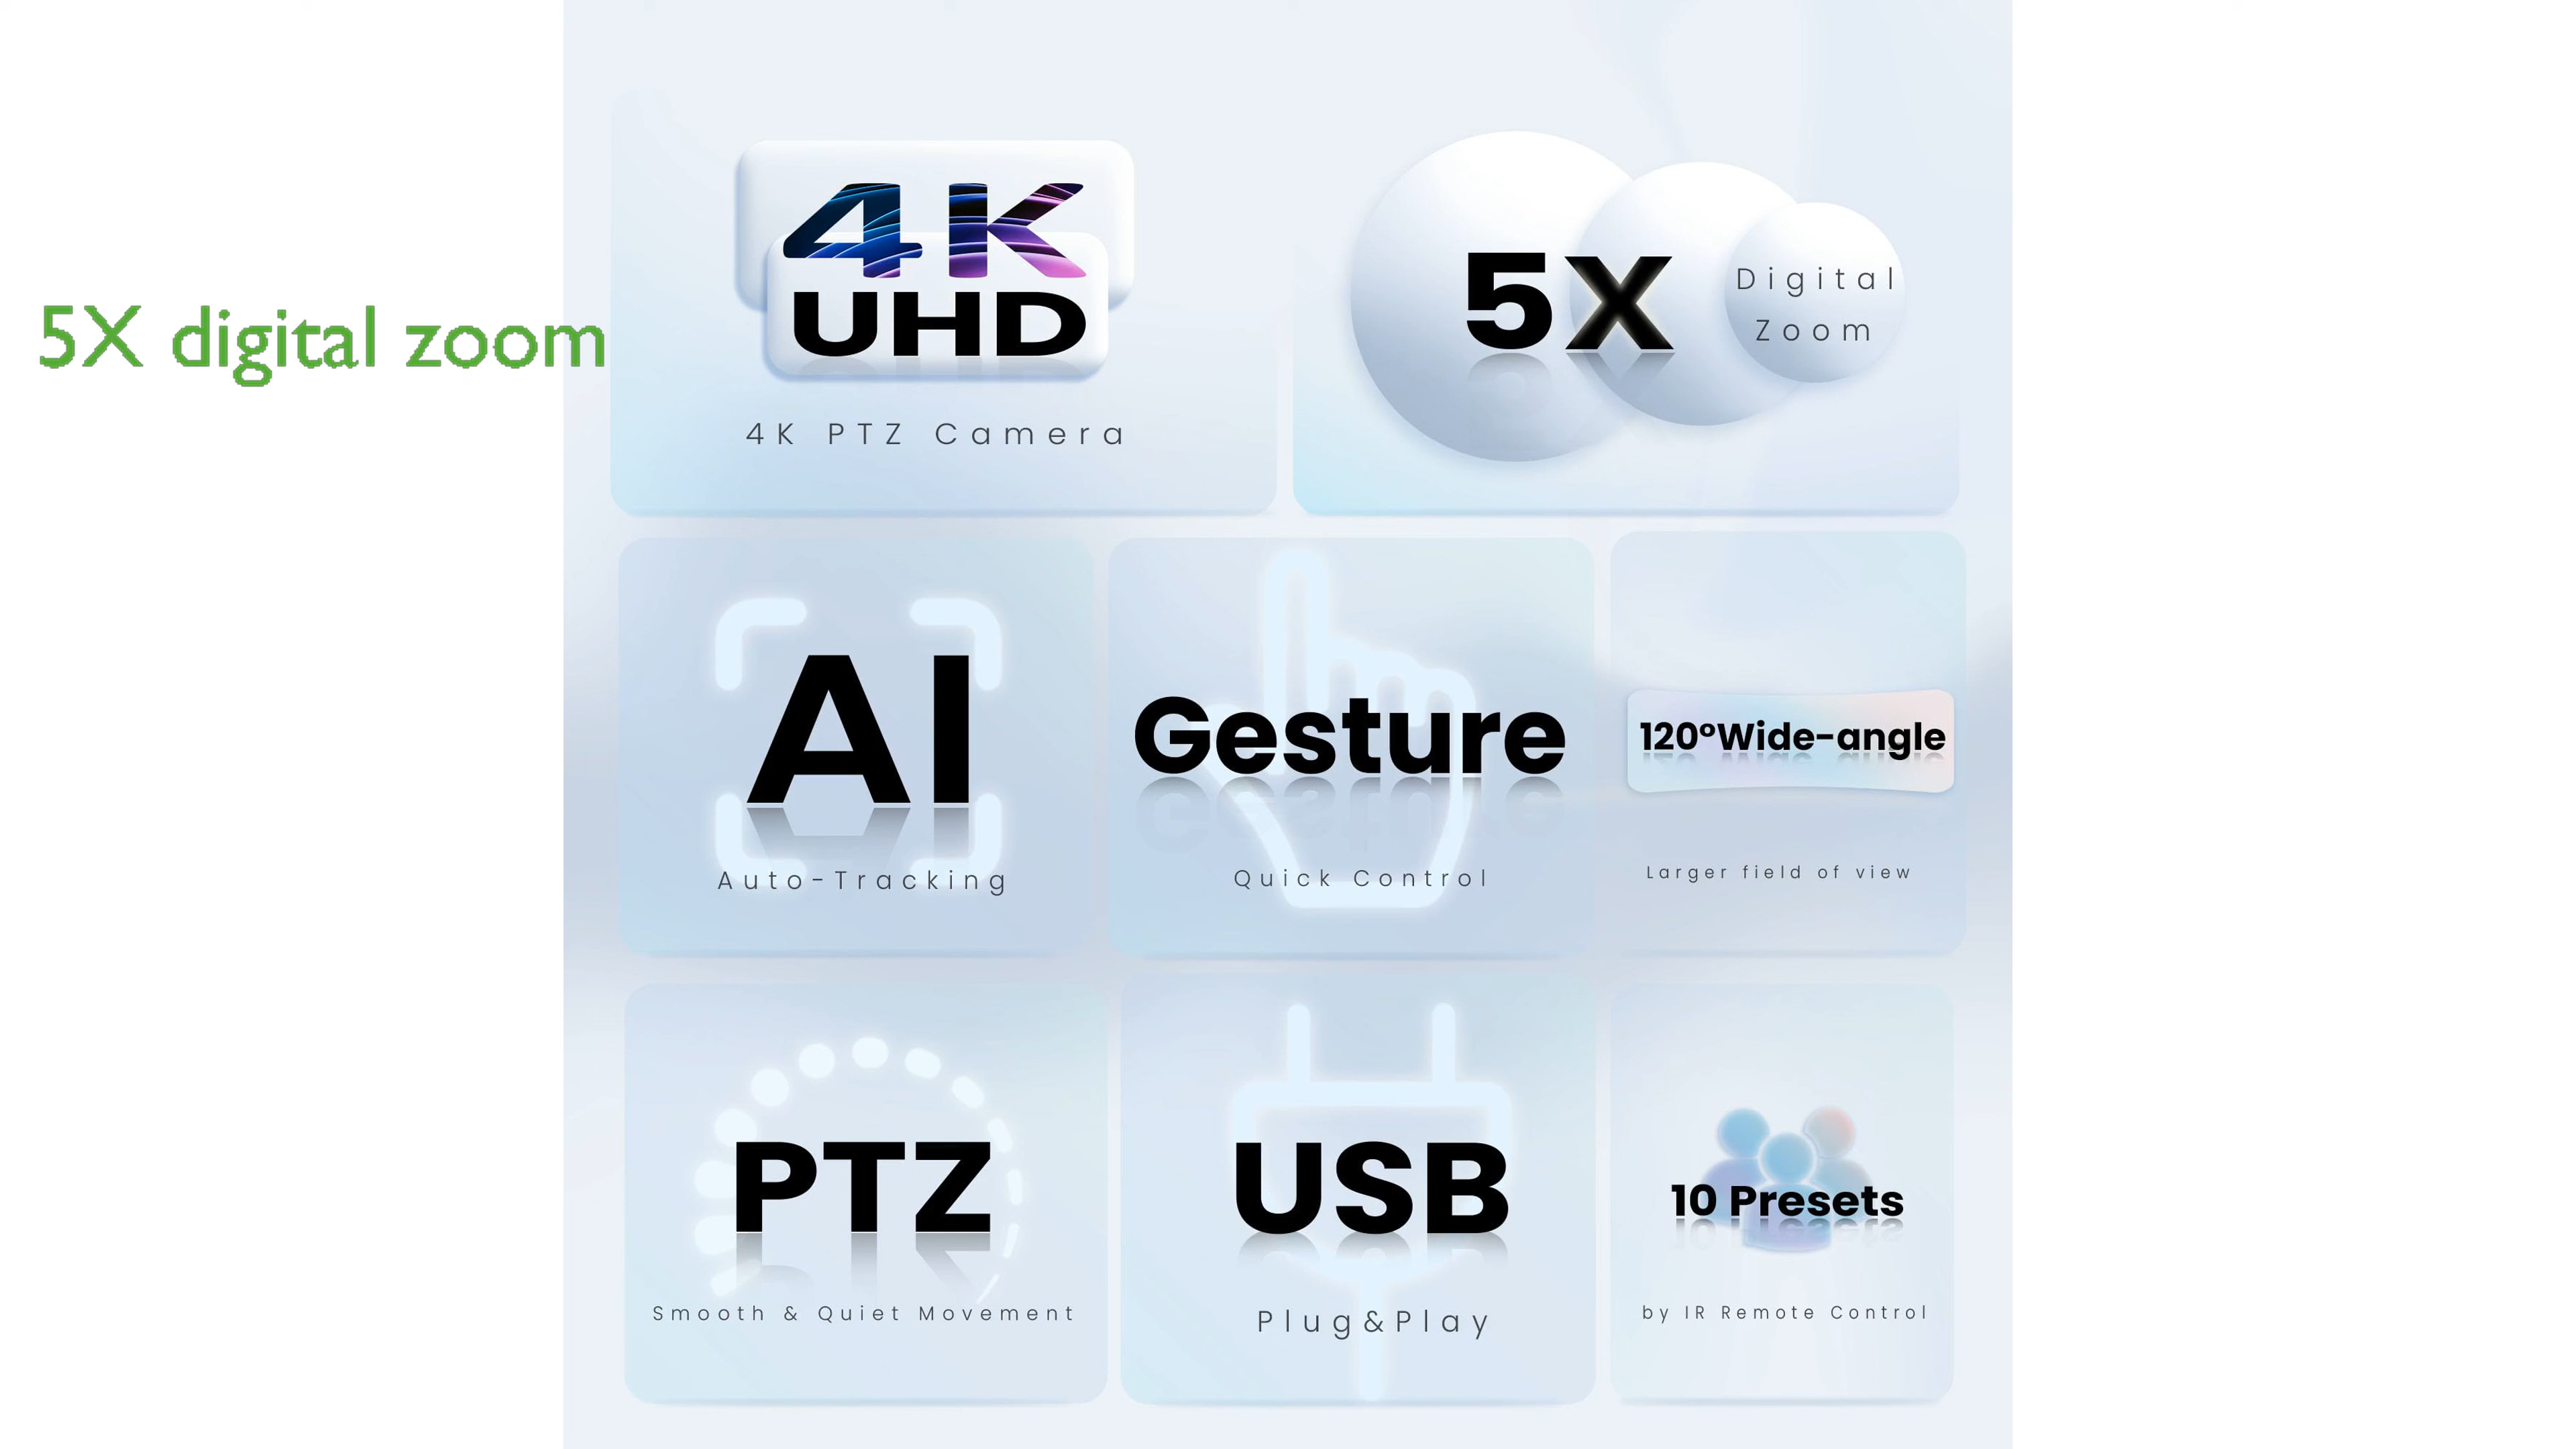 5X digital zoom
4K
UHD
4K PTZ Camera
5X
Digital
Zoom
AI
Auto-Tracking
Gesture
Quick Control
120°Wide-angle
Larger field of view
PTZ
Smooth & Quiet Movement
USB
Plug&Play
10 Presets
by IR Remote Control